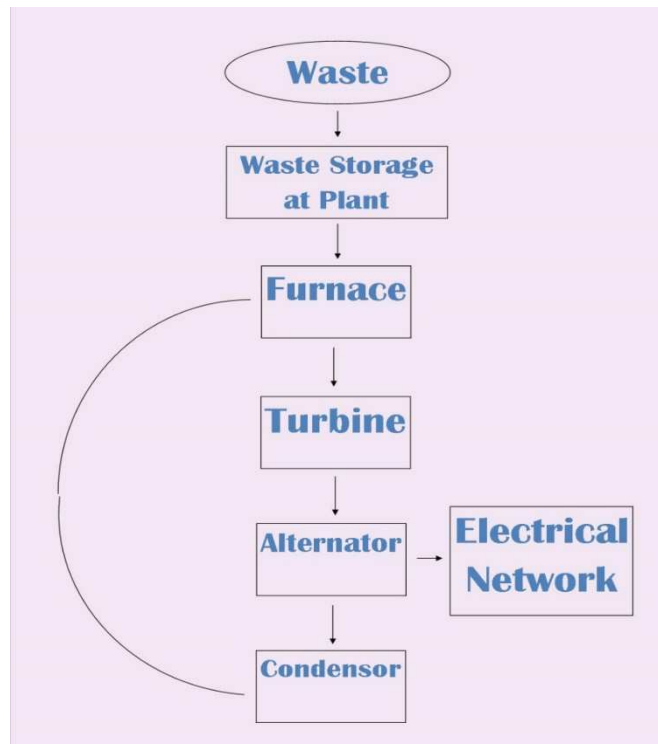 Waste
Waste Storage
at Plant
Furnace
Turbine
Alternator
Electrical
Network
Condensor